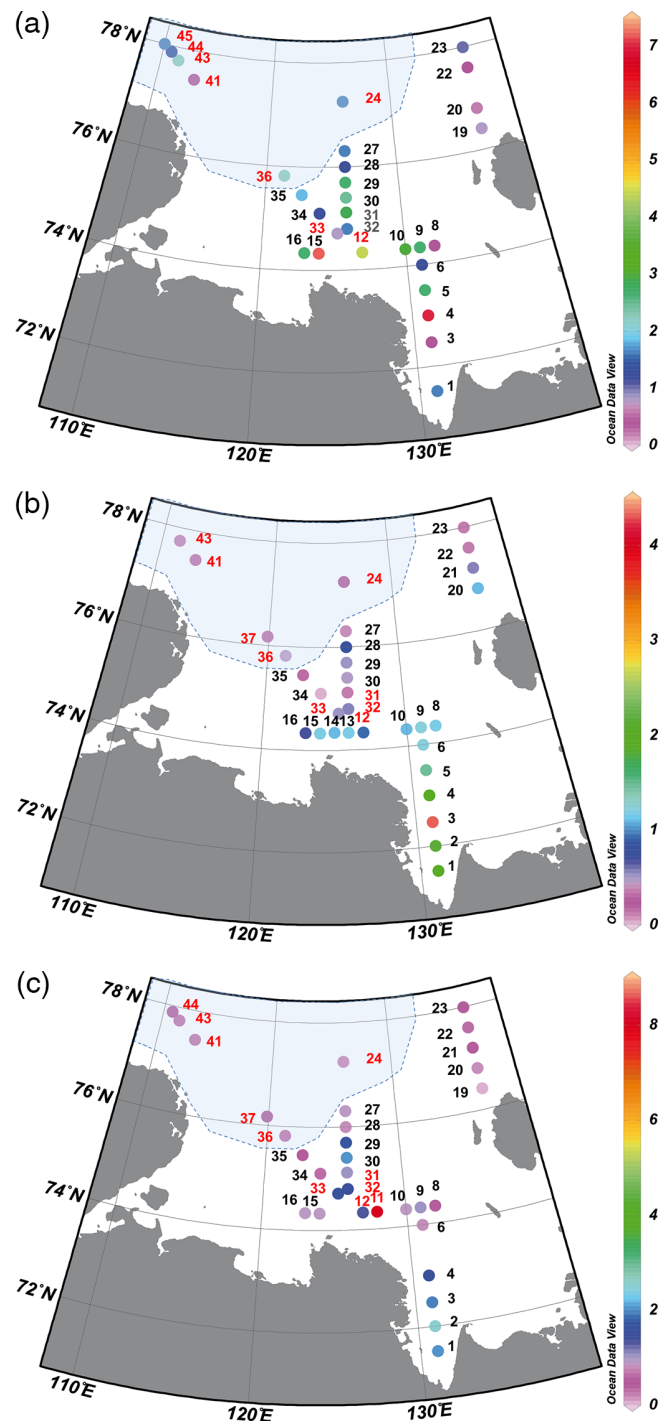 (a)
78°N
76°N
74°N
72°N
110°E
120°E
130°E
45
44
43
41
24
23
22
20
19
27
28
29
30
31
32
36
35
34
33
16 15 12
10 9 8
6
5
4
3
1
7
6
5
4
3
2
1
0
Ocean Data View
(b)
78°N
76°N
74°N
72°N
110°E
120°E
130°E
43
41
24
23
22
21
20
37
36
35
34
33
27
28
29
30
31
32
16 15 14 13 12
10 9 8
6
5
4
3
2
1
4
3
2
1
0
Ocean Data View
(c)
78°N
76°N
74°N
72°N
110°E
120°E
130°E
44
43
41
24
23
22
21
20
19
37
36
35
34
33
27
28
29
30
31
32
16 15 12 11
10 9 8
6
4
3
2
1
8
6
4
2
0
Ocean Data View